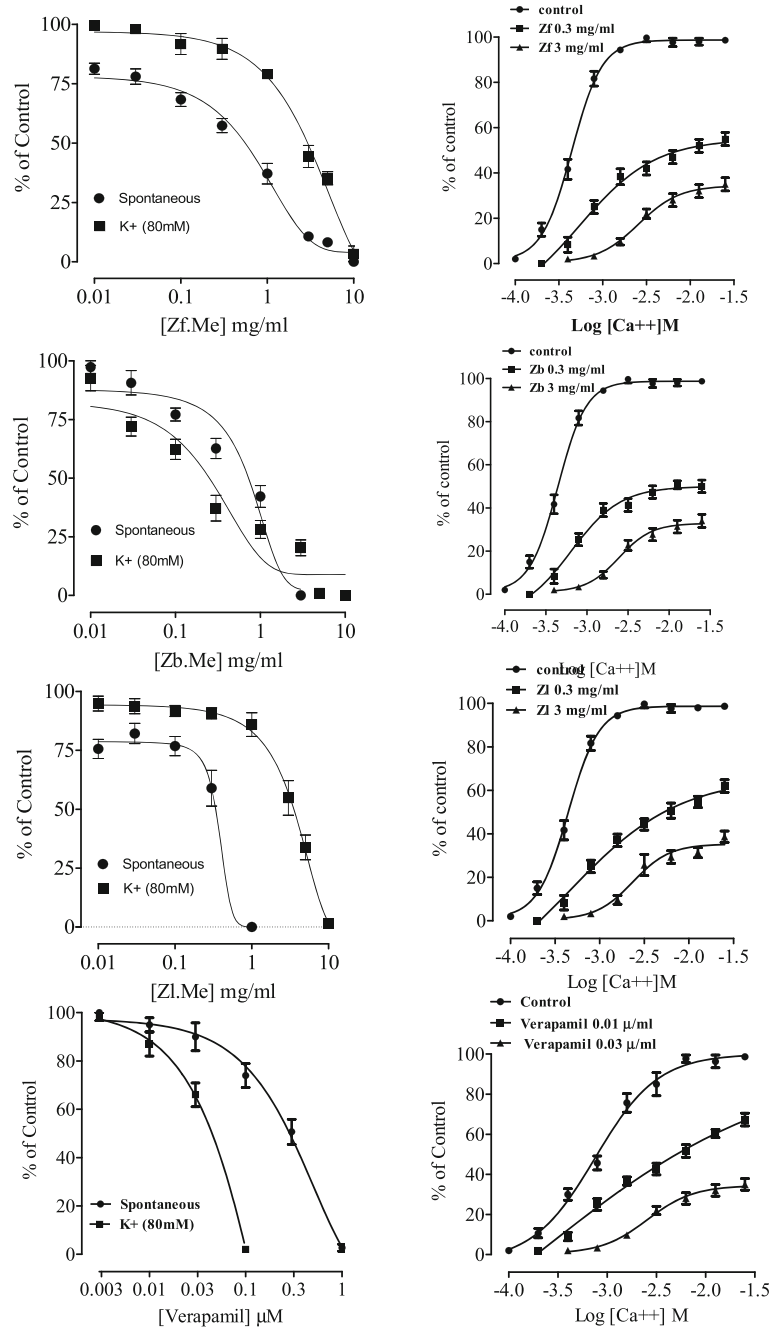 100
75
50
25
0
% of Control
Spontaneous
K+ (80mM)
0.01 0.1 1 10
[Zf.Me] mg/ml
control
Zf 0.3 mg/ml
Zf 3 mg/ml
100
80
60
40
20
0
% of control
-4.0 -3.5 -3.0 -2.5 -2.0 -1.5
Log [Ca++]M
100
75
50
25
0
% of Control
Spontaneous
K+ (80mM)
0.01 0.1 1 10
[Zb.Me] mg/ml
control
Zb 0.3 mg/ml
Zb 3 mg/ml
100
80
60
40
20
0
% of control
-4.0 -3.5 -3.0 -2.5 -2.0 -1.5
Log [Ca++]M
100
75
50
25
0
% of Control
Spontaneous
K+ (80mM)
0.01 0.1 1 10
[Zl.Me] mg/ml
control
Zl 0.3 mg/ml
Zl 3 mg/ml
100
80
60
40
20
0
% of control
-4.0 -3.5 -3.0 -2.5 -2.0 -1.5
Log [Ca++]M
100
80
60
40
20
0
% of Control
Spontaneous
K+ (80mM)
0.003 0.01 0.03 0.1 0.3 1
[Verapamil] µM
Control
Verapamil 0.01 µ/ml
Verapamil 0.03 µ/ml
100
80
60
40
20
0
% of Control
-4.0 -3.5 -3.0 -2.5 -2.0 -1.5
Log [Ca++] M